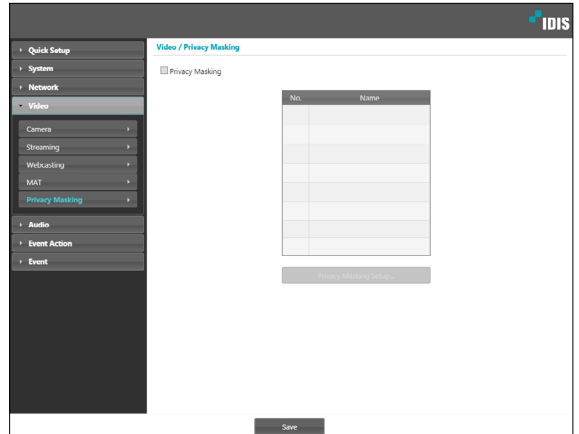 IDIS
Quick Setup
System
Network
Video
Camera
Streaming
Webcasting
MAT
Privacy Masking
Audio
Event Action
Event
Video / Privacy Masking
Privacy Masking
No. Name
Privacy Masking Setup...
Save